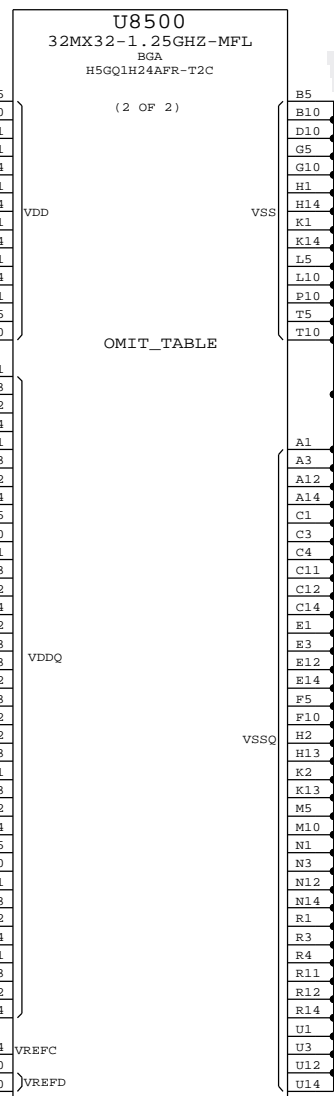 U8500
32MX32-1.25GHZ-MFL
BGA
H5GQ1H24AFR-T2C
(2 OF 2)
B5
B10
D10
G5
G10
H1
VDD
VSS
H14
K1
K14
L5
L10
P10
T5
T10
OMIT_TABLE
A1
A3
A12
A14
C1
C3
C4
C11
C12
C14
E1
E3
VDDQ
E12
E14
F5
F10
VSSQ
H2
H13
K2
K13
M5
M10
N1
N3
N12
N14
R1
R3
R4
R11
R12
R14
U1
VREFC
U3
U12
VREFD
U14